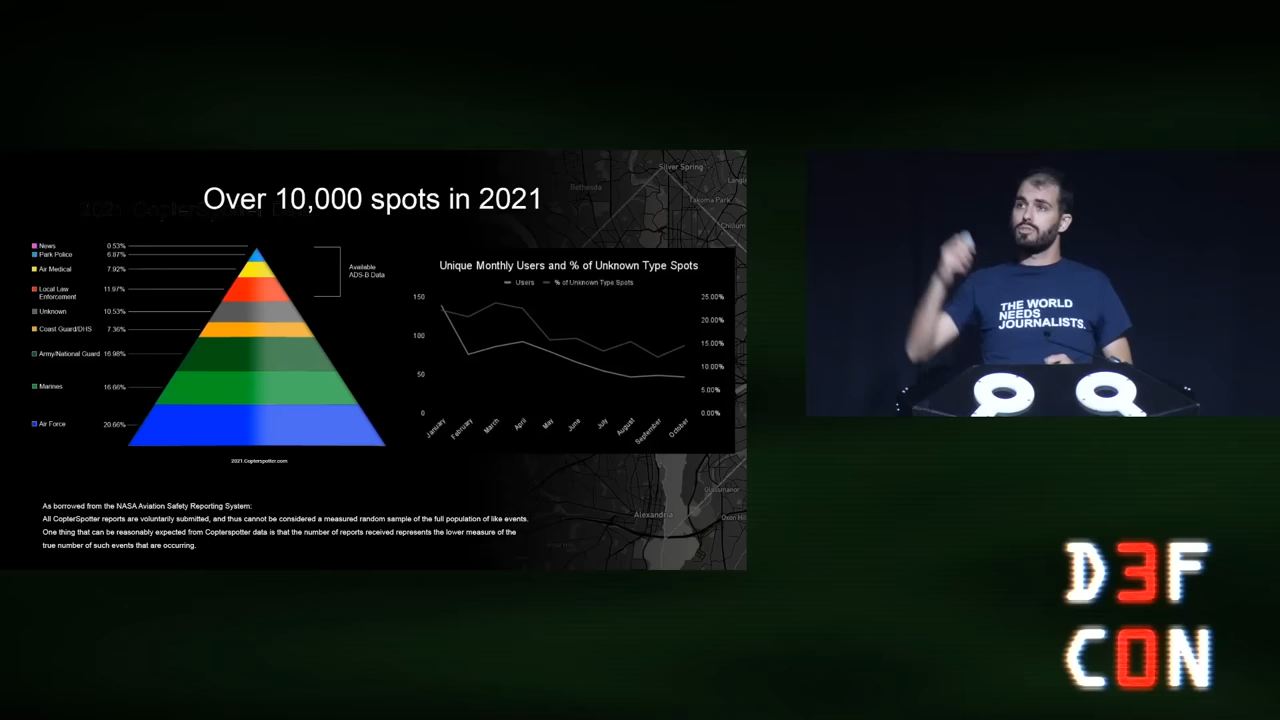 Over 10,000 spots in 2021
News 0.53%
Park Police 6.87%
Air Medical 7.92%
Local Law
Enforcement 11.97%
Unknown 10.53%
Coast Guard/DHS 7.36%
Army/National Guard 16.98%
Marines 16.66%
Air Force 20.66%
Available
ADS-B Data
2021.Copterspotter.com
Unique Monthly Users and % of Unknown Type Spots
Users % of Unknown Type Spots
150 25.00%
20.00%
100 15.00%
10.00%
50 5.00%
0 0.00%
January February March April May June July August September October
As borrowed from the NASA Aviation Safety Reporting System:
All CopterSpotter reports are voluntarily submitted, and thus cannot be considered a measured random sample of the full population of like events.
One thing that can be reasonably expected from Copterspotter data is that the number of reports received represents the lower measure of the
true number of such events that are occurring.
Silver Spring
Bethesda
Takoma Park
Chillum
Glassmanor
Alexandria
THE WORLD
NEEDS
JOURNALISTS.
D3F
C0N